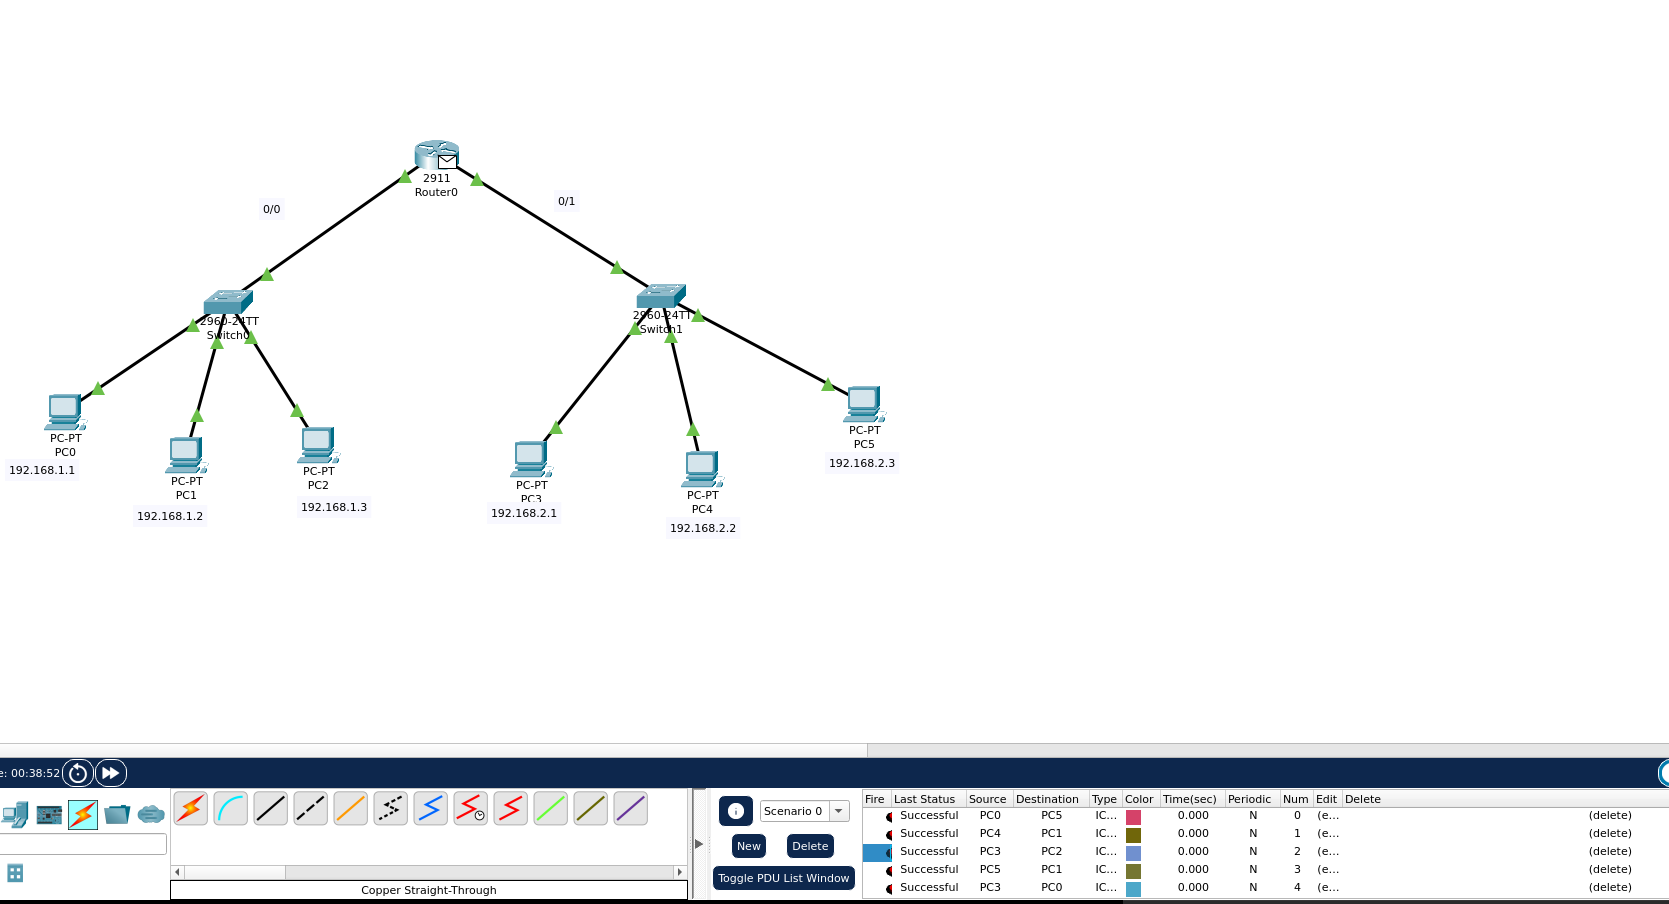 2911
Router0
0/0
0/1
2960-24TT
Switch0
2960-24TT
Switch1
PC-PT
PC0
192.168.1.1
PC-PT
PC1
192.168.1.2
PC-PT
PC2
192.168.1.3
PC-PT
PC3
192.168.2.1
PC-PT
PC4
192.168.2.2
PC-PT
PC5
192.168.2.3
e: 00:38:52
Copper Straight-Through
Scenario 0
New
Delete
Toggle PDU List Window
Fire Last Status Source Destination Type Color Time(sec) Periodic Num Edit Delete
Successful PC0 PC5 IC... 0.000 N 0 (e... (delete)
Successful PC4 PC1 IC... 0.000 N 1 (e... (delete)
Successful PC3 PC2 IC... 0.000 N 2 (e... (delete)
Successful PC5 PC1 IC... 0.000 N 3 (e... (delete)
Successful PC3 PC0 IC... 0.000 N 4 (e... (delete)